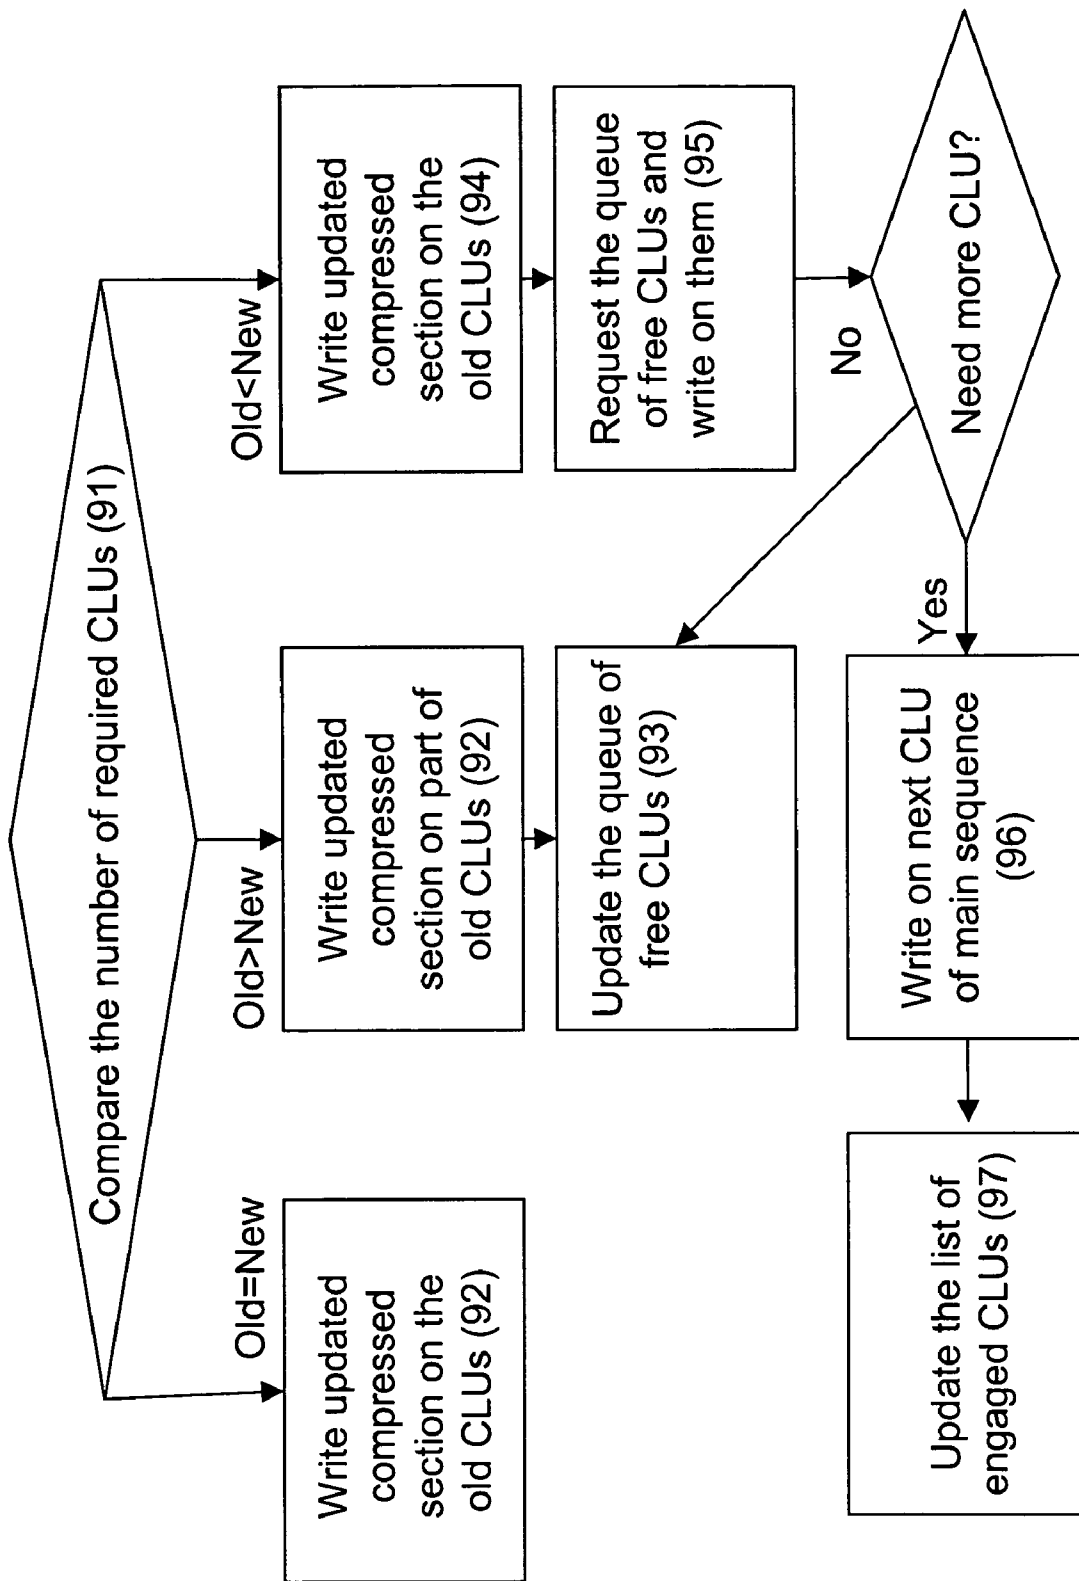 Compare the number of required CLUs (91)
Old=New
Old>New
Old<New
Write updated
compressed
section on the
old CLUs (92)
Write updated
compressed
section on part of
old CLUs (92)
Write updated
compressed
section on the
old CLUs (94)
Update the queue of
free CLUs (93)
Request the queue
of free CLUs and
write on them (95)
No
Need more CLU?
Yes
Write on next CLU
of main sequence
(96)
Update the list of
engaged CLUs (97)